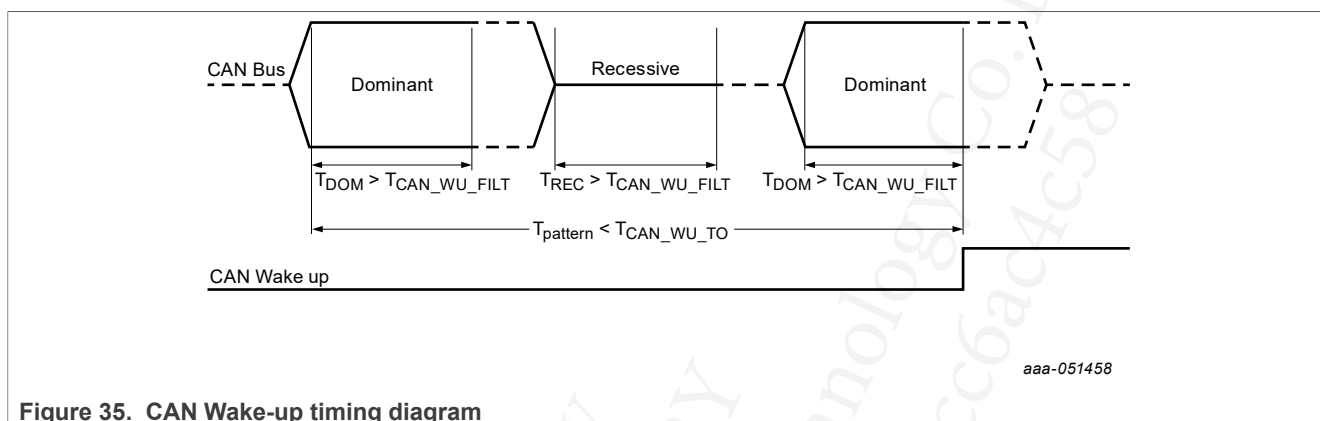 CAN Bus
Dominant
Recessive
Dominant
TDOM > TCAN_WU_FILT
TREC > TCAN_WU_FILT
TDOM > TCAN_WU_FILT
Tpattern < TCAN_WU_TO
CAN Wake up
aaa-051458
Figure 35. CAN Wake-up timing diagram